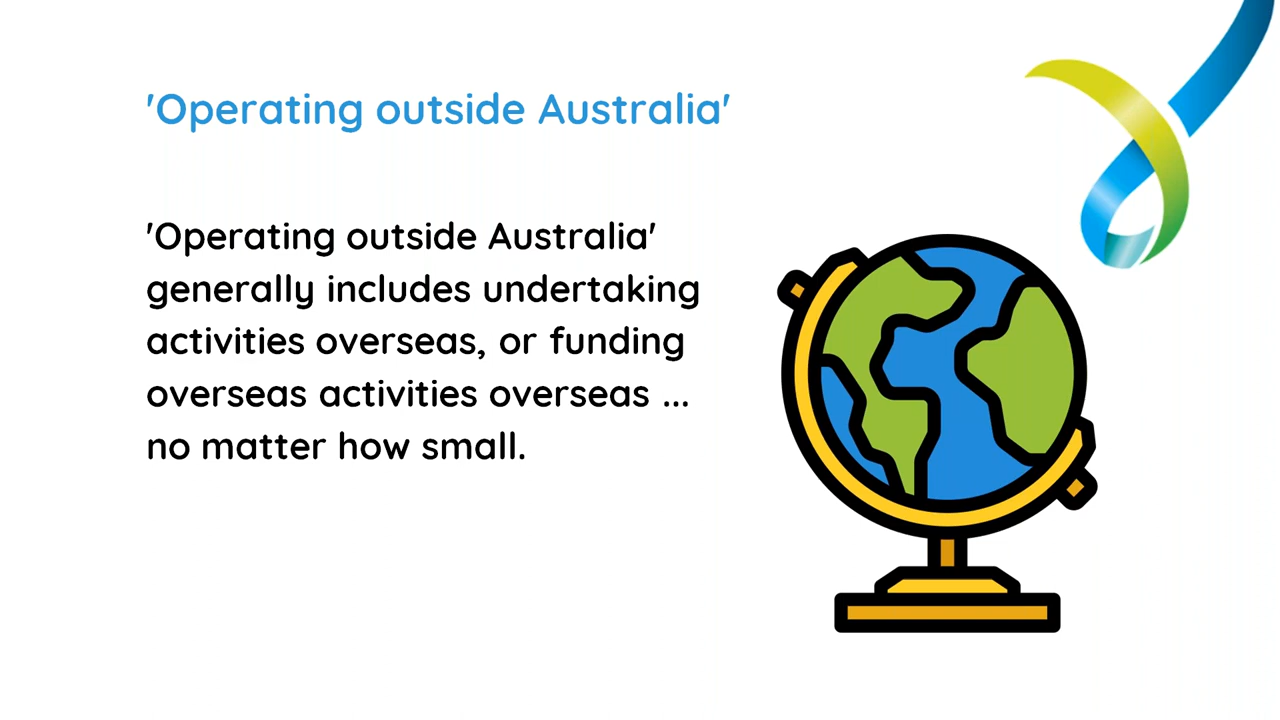 'Operating outside Australia'
'Operating outside Australia'
generally includes undertaking
activities overseas, or funding
overseas activities overseas ...
no matter how small.